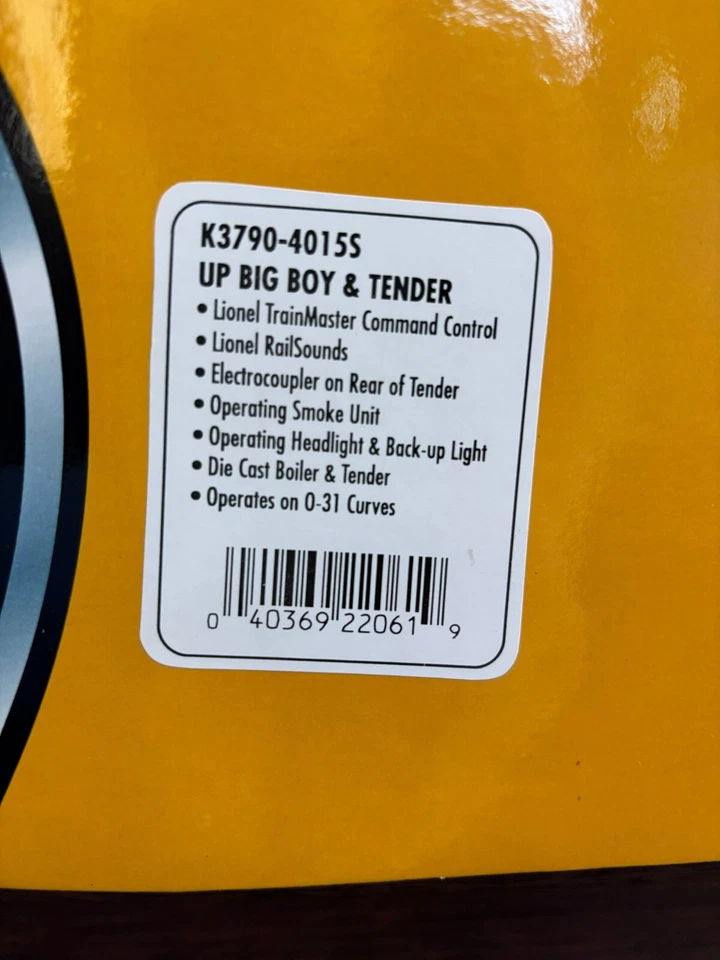 K3790-4015S
UP BIG BOY & TENDER
• Lionel TrainMaster Command Control
• Lionel RailSounds
• Electrocoupler on Rear of Tender
• Operating Smoke Unit
• Operating Headlight & Back-up Light
• Die Cast Boiler & Tender
• Operates on O-31 Curves
0 40369 22061 9